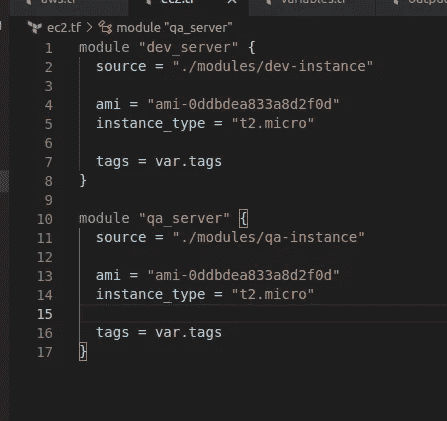 aws.tf ec2.tf variables.tf
ec2.tf > module "qa_server"
1 module "dev_server" {
2 source = "./modules/dev-instance"
3
4 ami = "ami-0ddbdea833a8d2f0d"
5 instance_type = "t2.micro"
6
7 tags = var.tags
8 }
9
10 module "qa_server" {
11 source = "./modules/qa-instance"
12
13 ami = "ami-0ddbdea833a8d2f0d"
14 instance_type = "t2.micro"
15
16 tags = var.tags
17 }